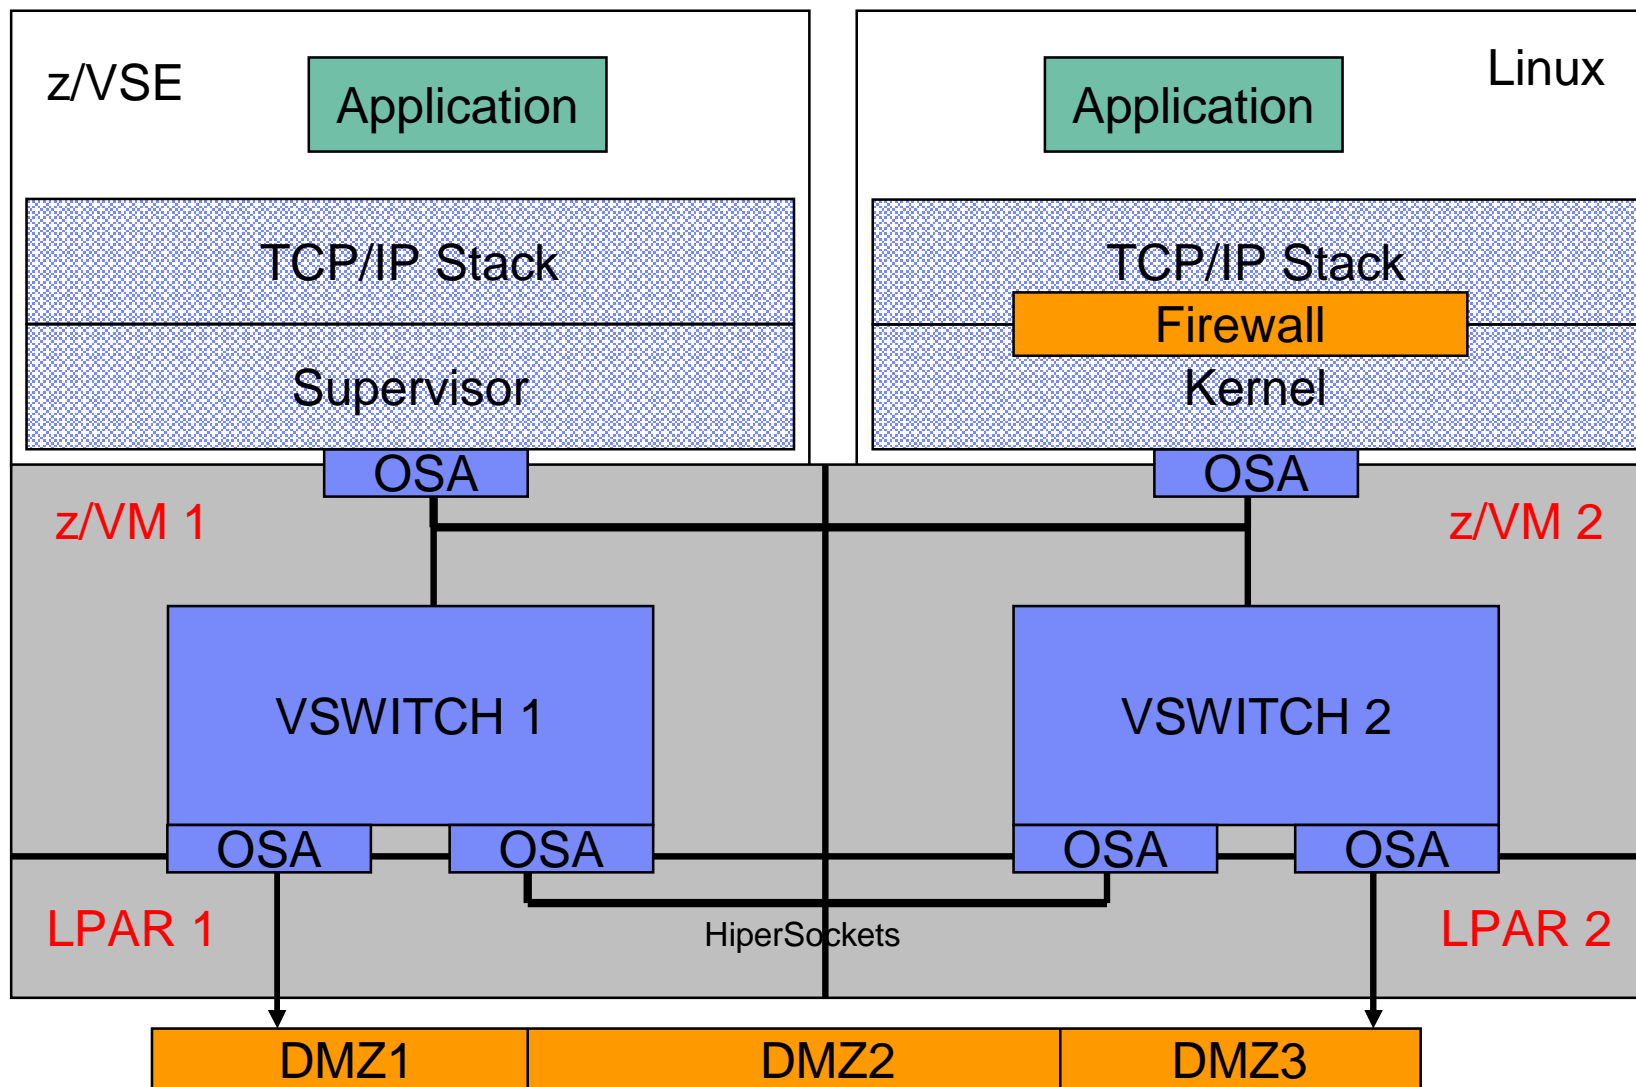 z/VSE
Application
TCP/IP Stack
Supervisor
OSA
Linux
Application
TCP/IP Stack
Firewall
Kernel
OSA
z/VM 1
z/VM 2
VSWITCH 1
VSWITCH 2
OSA
OSA
OSA
OSA
LPAR 1
HiperSockets
LPAR 2
DMZ1
DMZ2
DMZ3